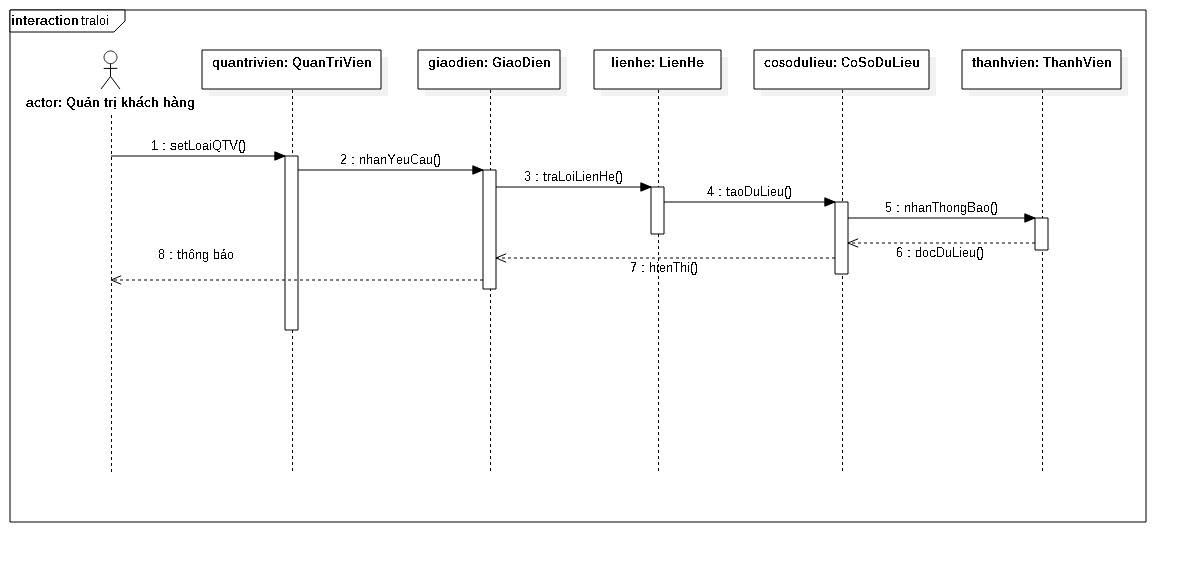 interaction traloi
quantrivien: QuanTriVien
giaodien: GiaoDien
lienhe: LienHe
cosodulieu: CoSoDuLieu
thanhvien: ThanhVien
actor: Quản trị khách hàng
1 : setLoaiQTV()
2 : nhanYeuCau()
3 : traLoiLienHe()
4 : taoDuLieu()
5 : nhanThongBao()
6 : docDuLieu()
7 : hienThi()
8 : thông báo